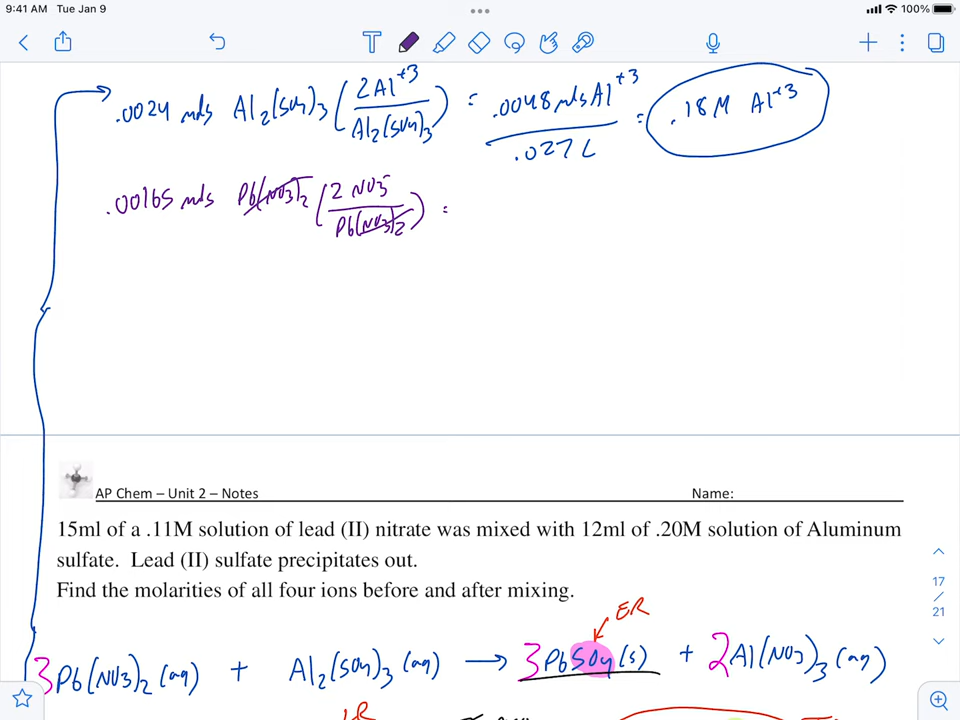 9:41 AM Tue Jan 9 100%
.0024 mols Al2(SO4)3 (2Al+3 / Al2(SO4)3) = .0048 mols Al+3 / .027 L = .18M Al+3
.00165 mols Pb(NO3)2 (2 NO3- / Pb(NO3)2) =
AP Chem – Unit 2 – Notes Name:
15ml of a .11M solution of lead (II) nitrate was mixed with 12ml of .20M solution of Aluminum
sulfate. Lead (II) sulfate precipitates out.
Find the molarities of all four ions before and after mixing.
17 / 21
ER
3Pb(NO3)2 (aq) + Al2(SO4)3 (aq) → 3PbSO4(s) + 2Al(NO3)3 (aq)